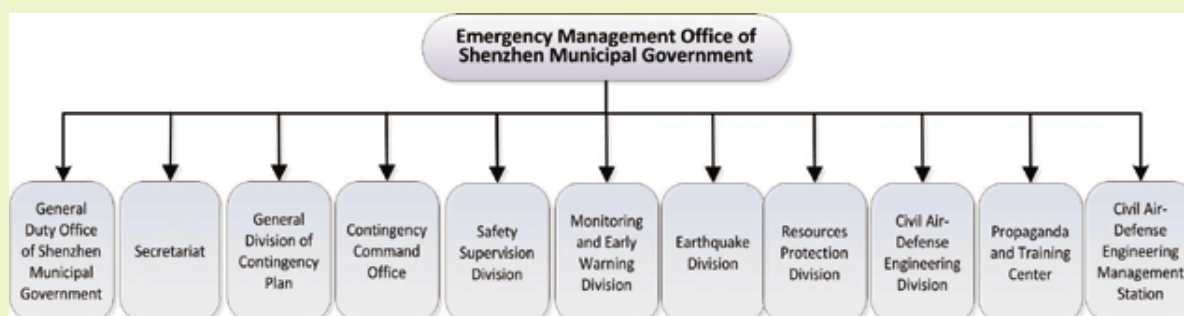 Emergency Management Office of
Shenzhen Municipal Government
General
Duty Office
of Shenzhen
Municipal
Government
Secretariat
General
Division of
Contingency
Plan
Contingency
Command
Office
Safety
Supervision
Division
Monitoring
and Early
Warning
Division
Earthquake
Division
Resources
Protection
Division
Civil Air-
Defense
Engineering
Division
Propaganda
and Training
Center
Civil Air-
Defense
Engineering
Management
Station